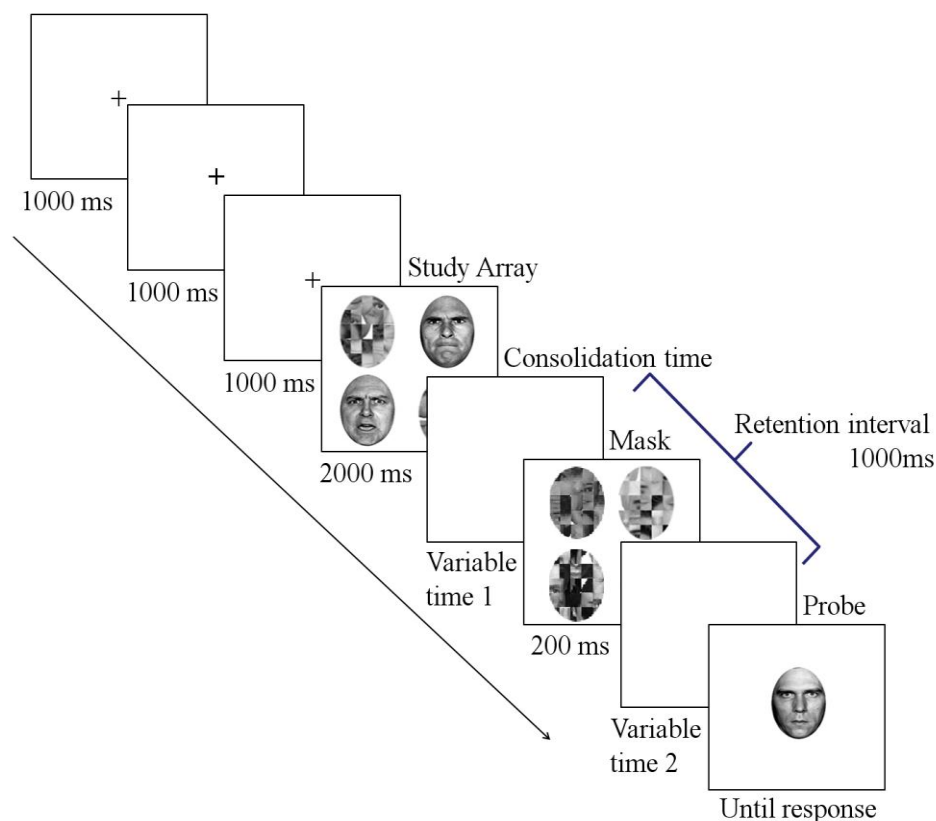 +
1000 ms
+
1000 ms
+
1000 ms
Study Array
2000 ms
Consolidation time
Variable
time 1
Mask
200 ms
Retention interval
1000ms
Variable
time 2
Probe
Until response